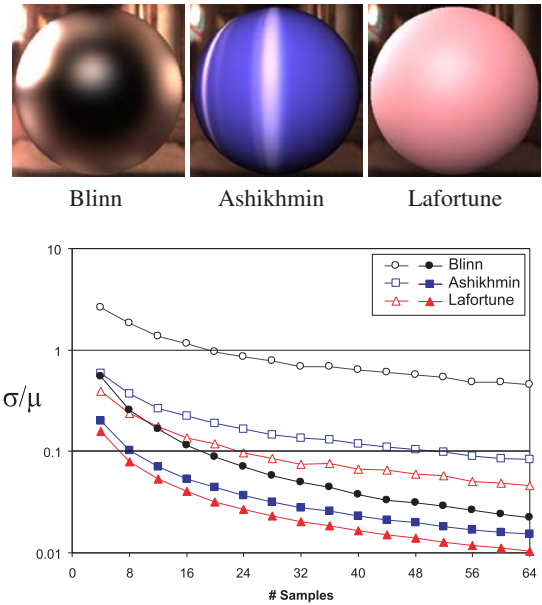 Blinn
Ashikhmin
Lafortune
10
1
0.1
0.01
σ/μ
Blinn
Ashikhmin
Lafortune
0 8 16 24 32 40 48 56 64
# Samples